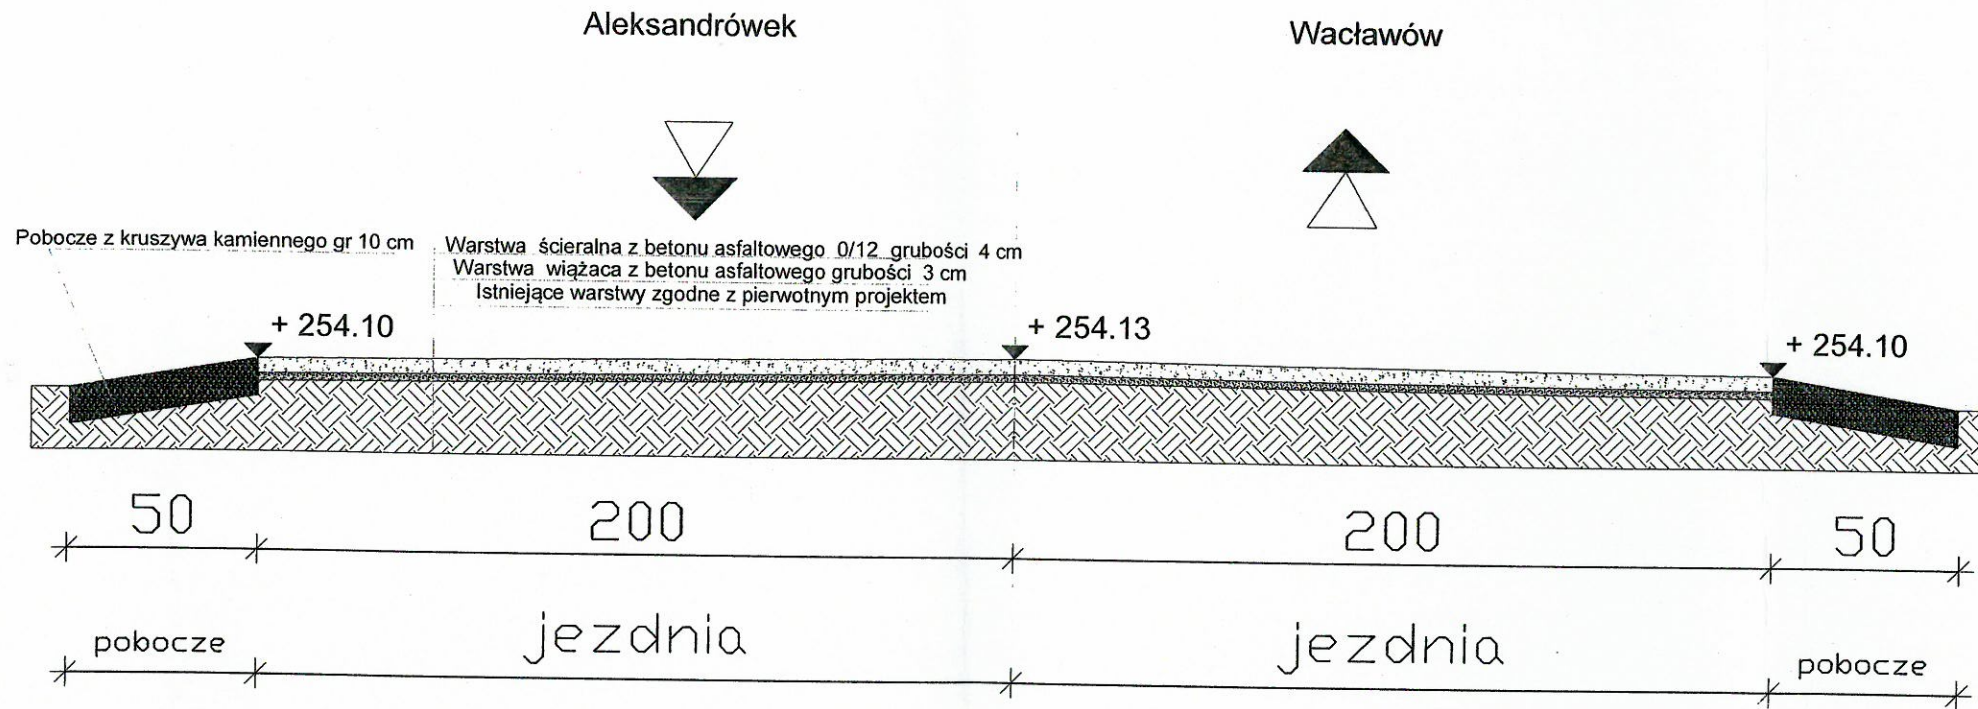 Aleksandrówek
Wacławów
Pobocze z kruszywa kamiennego gr 10 cm
Warstwa ścieralna z betonu asfaltowego 0/12 grubości 4 cm
Warstwa wiążaca z betonu asfaltowego grubości 3 cm
Istniejące warstwy zgodne z pierwotnym projektem
+ 254.10
+ 254.13
+ 254.10
50
200
200
50
pobocze
jezdnia
jezdnia
pobocze